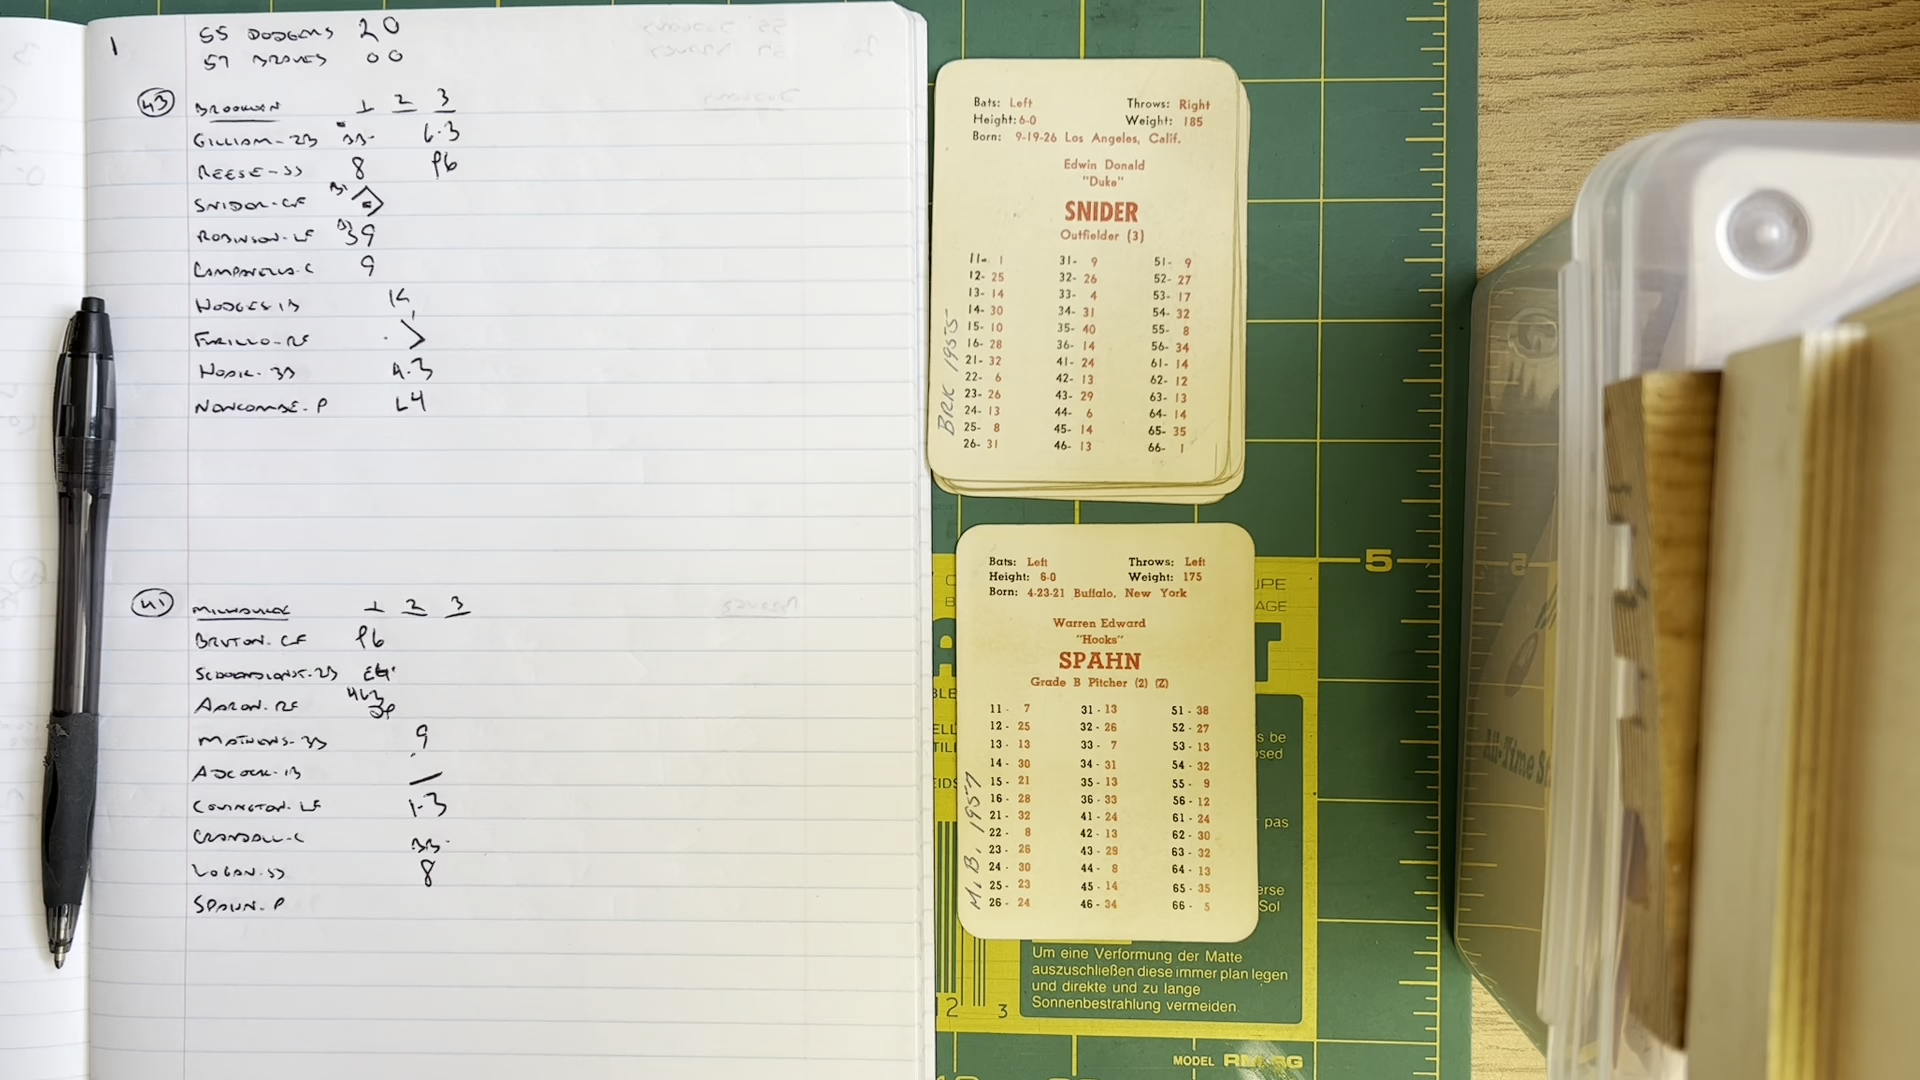 1
55 DODGERS 2 0
57 BRAVES 0 0
43 BROOKLYN 1 2 3
GILLIAM - 2B BB- 6.3
REESE - SS 8 P6
SNIDER - CF
ROBINSON - LF 39
CAMPANELLA - C 9
HODGES - 1B K
FURILLO - RF
HOAK - 3B 4.3
NEWCOMBE - P L4
41 MILWAUKEE 1 2 3
BRUTON - CF P6
SCHOENDIENST - 2B
AARON - RF
MATHEWS - 3B 9
ADCOCK - 1B
COVINGTON - LF 1-3
CRANDALL - C BB-
LOGAN - SS 8
SPAHN - P
Bats: Left Throws: Right
Height: 6-0 Weight: 185
Born: 9-19-26 Los Angeles, Calif.
Edwin Donald
"Duke"
SNIDER
Outfielder (3)
11- 1 31- 9 51- 9
12- 25 32- 26 52- 27
13- 14 33- 4 53- 17
14- 30 34- 31 54- 32
15- 10 35- 40 55- 8
16- 28 36- 14 56- 34
21- 32 41- 24 61- 14
22- 6 42- 13 62- 12
23- 26 43- 29 63- 13
24- 13 44- 6 64- 14
25- 8 45- 14 65- 35
26- 31 46- 13 66- 1
BRK 1955
Bats: Left Throws: Left
Height: 6-0 Weight: 175
Born: 4-23-21 Buffalo, New York
Warren Edward
"Hooks"
SPAHN
Grade B Pitcher (2) (Z)
11 - 7 31 - 13 51 - 38
12 - 25 32 - 26 52 - 27
13 - 13 33 - 7 53 - 13
14 - 30 34 - 31 54 - 32
15 - 21 35 - 13 55 - 9
16 - 28 36 - 33 56 - 12
21 - 32 41 - 24 61 - 24
22 - 8 42 - 13 62 - 30
23 - 26 43 - 29 63 - 32
24 - 30 44 - 8 64 - 13
25 - 23 45 - 14 65 - 35
26 - 24 46 - 34 66 - 5
M.B. 1957
5
Um eine Verformung der Matte
auszuschließen diese immer plan legen
und direkte und zu lange
Sonnenbestrahlung vermeiden.
12 3
MODEL